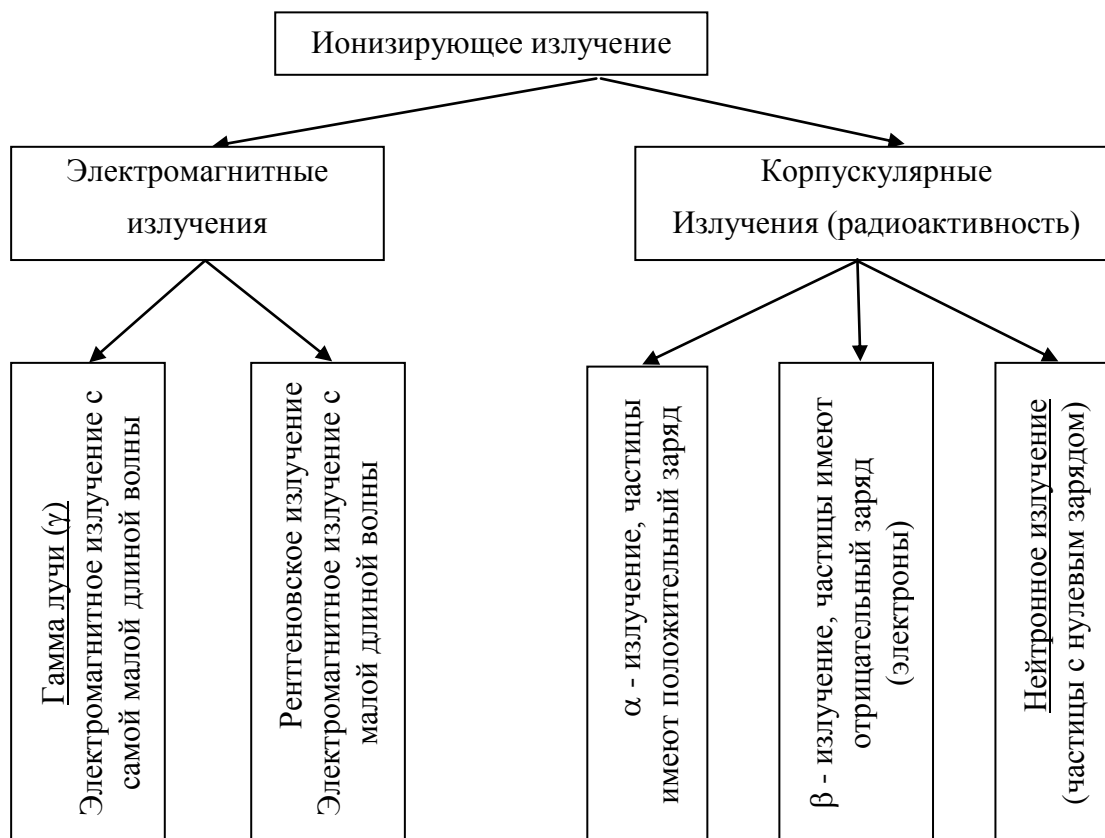 Ионизирующее излучение
Электромагнитные
излучения
Корпускулярные
Излучения (радиоактивность)
Гамма лучи (γ)
Электромагнитное излучение с
самой малой длиной волны
Рентгеновское излучение
Электромагнитное излучение с
малой длиной волны
α - излучение, частицы
имеют положительный заряд
β - излучение, частицы имеют
отрицательный заряд
(электроны)
Нейтронное излучение
(частицы с нулевым зарядом)